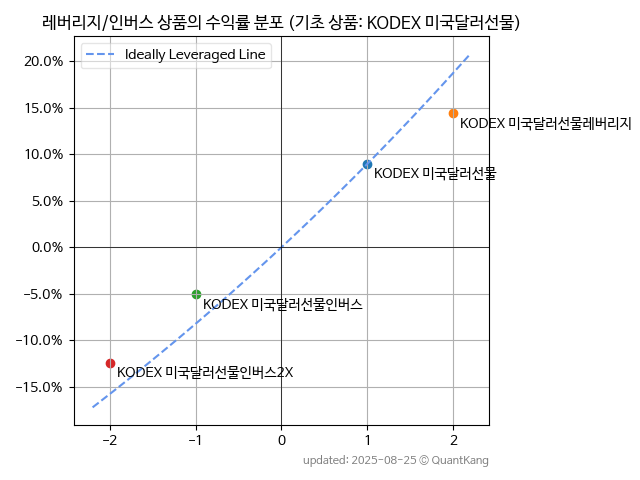 레버리지/인버스 상품의 수익률 분포 (기초 상품: KODEX 미국달러선물)
Ideally Leveraged Line
20.0%
15.0%
10.0%
5.0%
0.0%
−5.0%
−10.0%
−15.0%
KODEX 미국달러선물레버리지
KODEX 미국달러선물
KODEX 미국달러선물인버스
KODEX 미국달러선물인버스2X
−2 −1 0 1 2
updated: 2025-08-25 © QuantKang